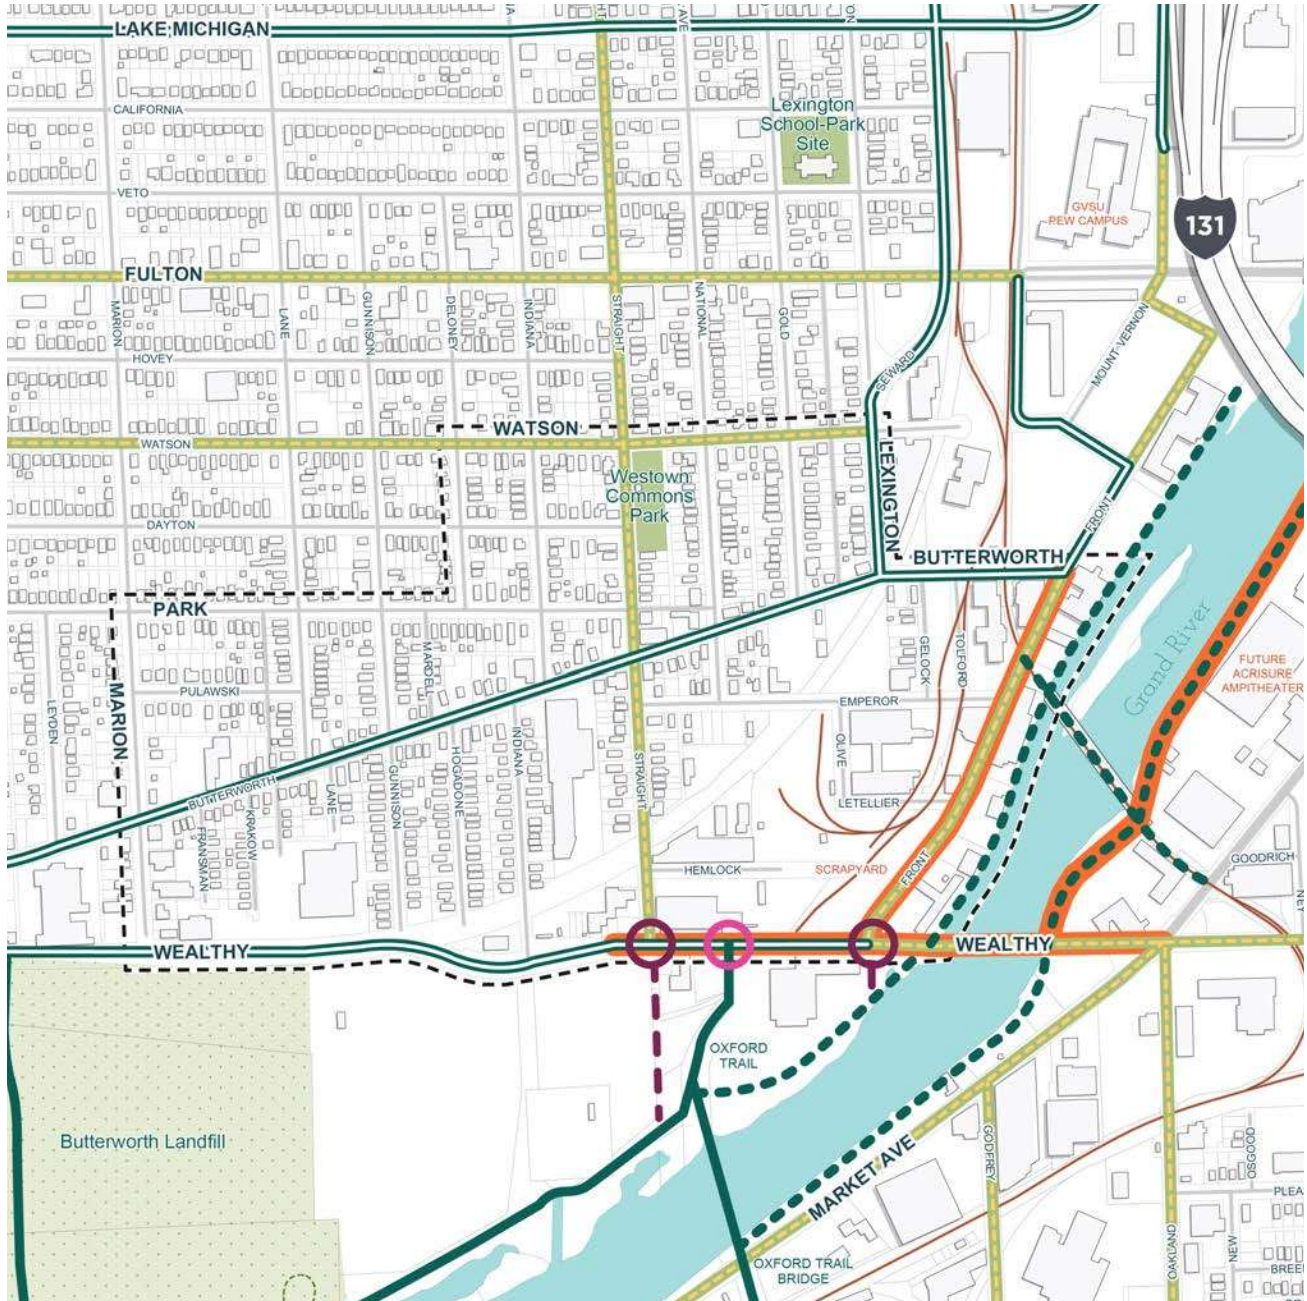 LAKE MICHIGAN
AVE
CALIFORNIA
Lexington
School-Park
Site
VETO
GVSU
PEW CAMPUS
131
FULTON
MARION
LANE
GUNNISON
DELONEY
INDIANA
STRAIGHT
NATIONAL
GOLD
MOUNT VERNON
HOVEY
SEWARD
WATSON
WATSON
LEXINGTON
Westown
Commons
Park
DAYTON
FRONT
BUTTERWORTH
PARK
Grand River
MARDELL
GELOCK
TOLFORD
FUTURE
ACRISURE
AMPITHEATER
PULAWSKI
LEYDEN
MARION
EMPEROR
INDIANA
OLIVE
STRAIGHT
HOGADONE
GUNNISON
LANE
BUTTERWORTH
LETELLIER
KRAKOW
FRANSMAN
HEMLOCK
SCRAPYARD
FRONT
GOODRICH
NEY
WEALTHY
WEALTHY
OXFORD
TRAIL
Butterworth Landfill
GODFREY
OSGOOD
MARKET AVE
PLEA
OAKLAND
NEW
OXFORD TRAIL
BRIDGE
BREE